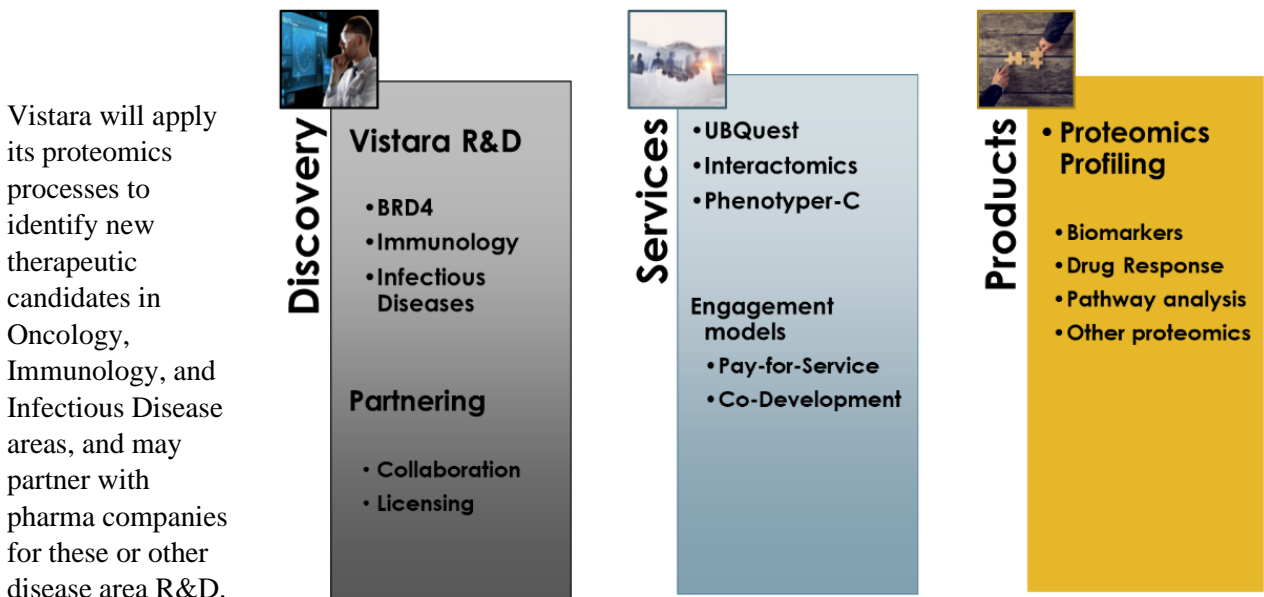 Vistara will apply
its proteomics
processes to
identify new
therapeutic
candidates in
Oncology,
Immunology, and
Infectious Disease
areas, and may
partner with
pharma companies
for these or other
disease area R&D.
Discovery
Vistara R&D
•BRD4
•Immunology
•Infectious
Diseases
Partnering
• Collaboration
• Licensing
Services
•UBQuest
•Interactomics
•Phenotyper-C
Engagement
models
•Pay-for-Service
•Co-Development
Products
• Proteomics
Profiling
•Biomarkers
•Drug Response
•Pathway analysis
•Other proteomics